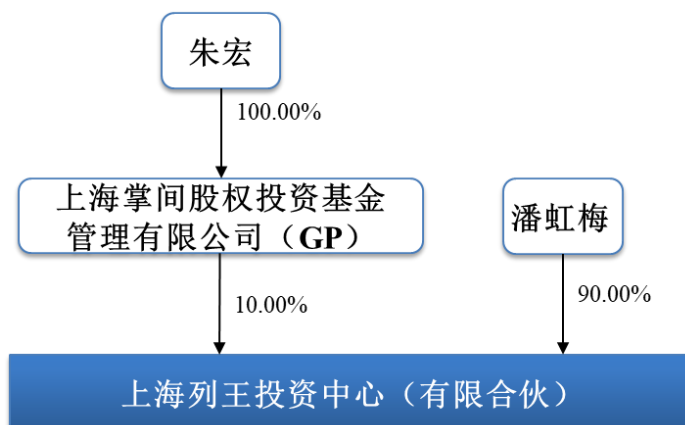 朱宏
100.00%
上海掌间股权投资基金
管理有限公司（GP）
潘虹梅
10.00%
90.00%
上海列王投资中心（有限合伙）